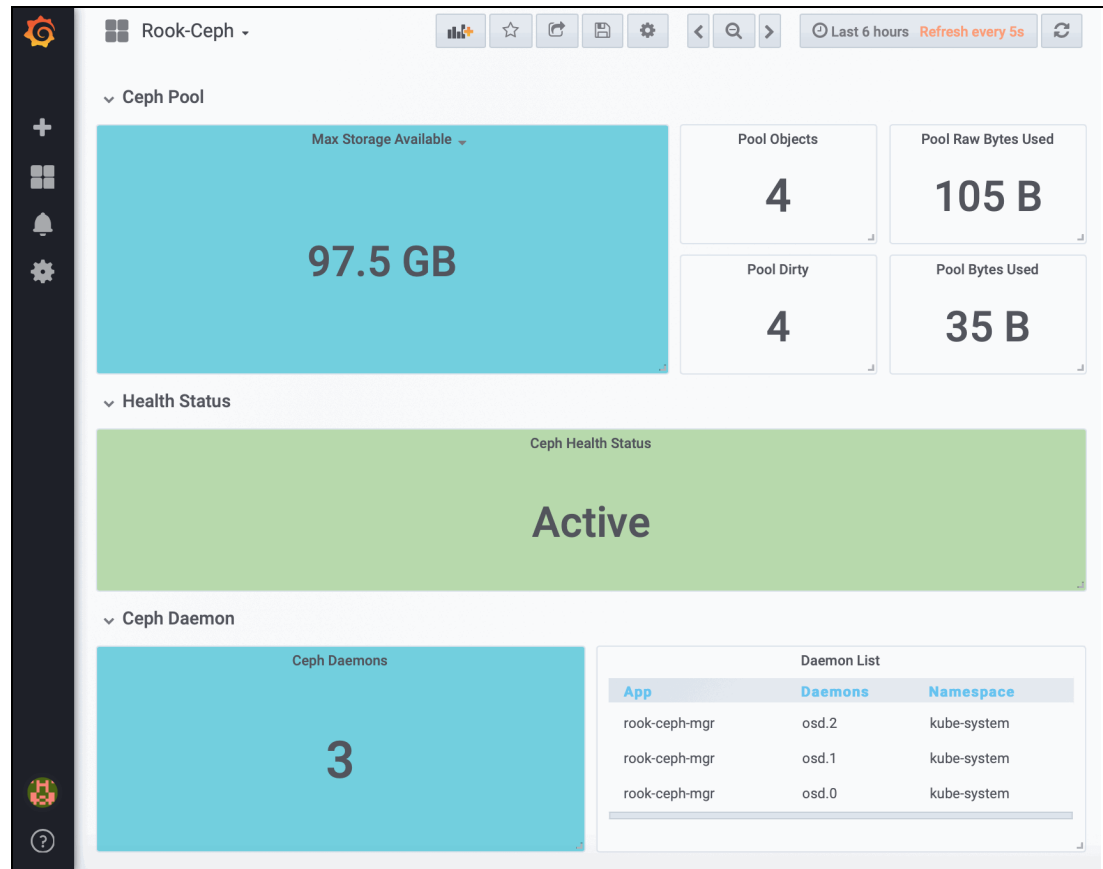 Rook-Ceph
Last 6 hours Refresh every 5s
Ceph Pool
Max Storage Available
97.5 GB
Pool Objects
4
Pool Raw Bytes Used
105 B
Pool Dirty
4
Pool Bytes Used
35 B
Health Status
Ceph Health Status
Active
Ceph Daemon
Ceph Daemons
3
Daemon List
App Daemons Namespace
rook-ceph-mgr osd.2 kube-system
rook-ceph-mgr osd.1 kube-system
rook-ceph-mgr osd.0 kube-system